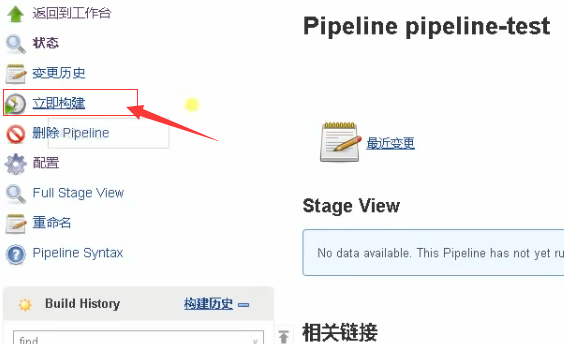 返回到工作台
状态
变更历史
立即构建
删除 Pipeline
配置
Full Stage View
重命名
Pipeline Syntax
Build History 构建历史
find
Pipeline pipeline-test
最近变更
Stage View
No data available. This Pipeline has not yet ru
相关链接